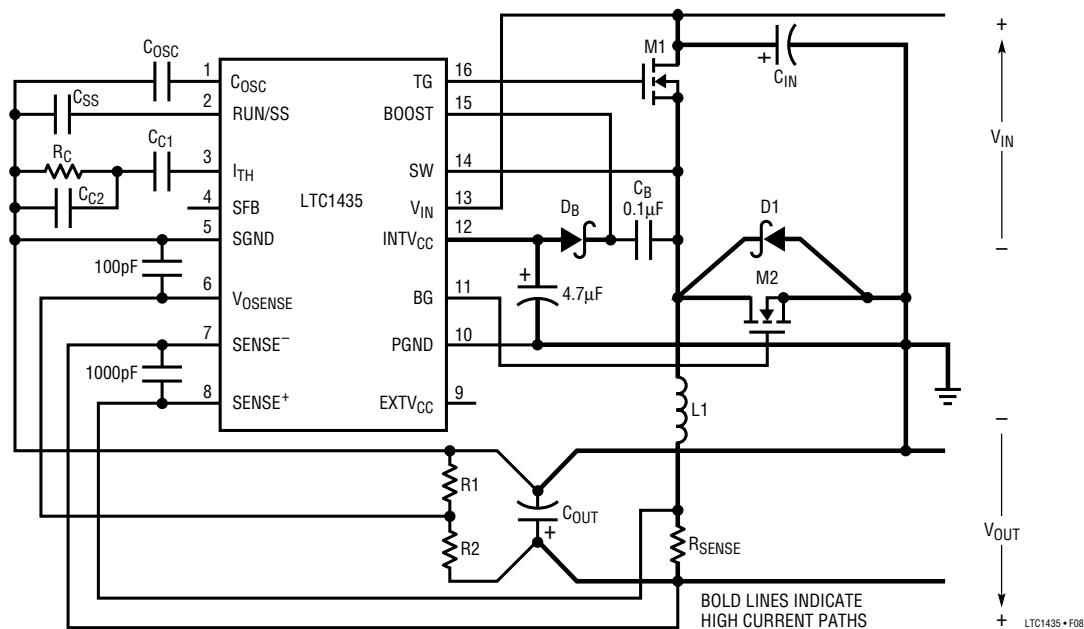 C_OSC
1
C_OSC
2
C_SS
RUN/SS
C_C1
R_C
3
I_TH
C_C2
4
SFB
5
SGND
100pF
6
V_OSENSE
7
SENSE⁻
1000pF
8
SENSE⁺
LTC1435
TG
16
BOOST
15
SW
14
V_IN
13
INTV_CC
12
BG
11
PGND
10
EXTV_CC
9
M1
+
C_IN
D_B
C_B
0.1µF
+
4.7µF
D1
M2
L1
R1
R2
C_OUT
+
R_SENSE
+
V_IN
−
−
V_OUT
+
BOLD LINES INDICATE
HIGH CURRENT PATHS
LTC1435 • F08